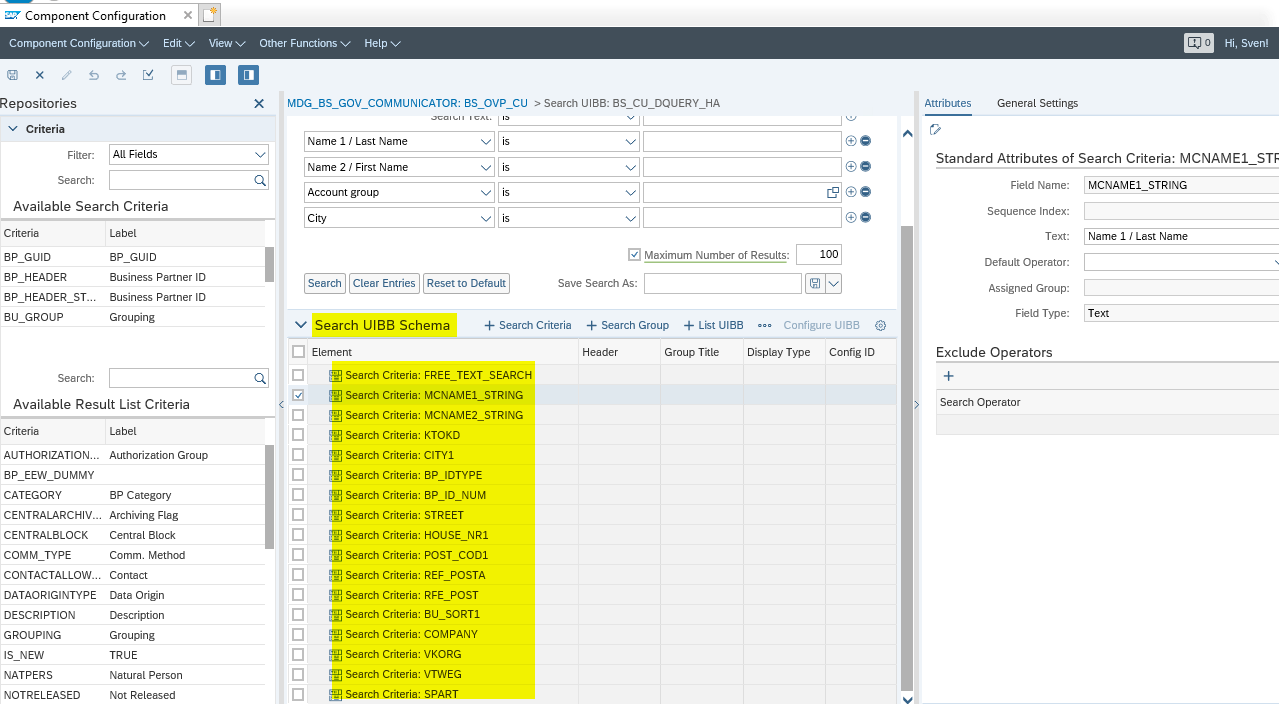 SAP Component Configuration
Component Configuration Edit View Other Functions Help 0 Hi, Sven!
Repositories
Criteria
Filter: All Fields
Search:
Available Search Criteria
Criteria Label
BP_GUID BP_GUID
BP_HEADER Business Partner ID
BP_HEADER_ST... Business Partner ID
BU_GROUP Grouping
Search:
Available Result List Criteria
Criteria Label
AUTHORIZATION... Authorization Group
BP_EEW_DUMMY
CATEGORY BP Category
CENTRALARCHIV... Archiving Flag
CENTRALBLOCK Central Block
COMM_TYPE Comm. Method
CONTACTALLOW... Contact
DATAORIGINTYPE Data Origin
DESCRIPTION Description
GROUPING Grouping
IS_NEW TRUE
NATPERS Natural Person
NOTRELEASED Not Released
MDG_BS_GOV_COMMUNICATOR: BS_OVP_CU > Search UIBB: BS_CU_DQUERY_HA
Search Text: is
Name 1 / Last Name is
Name 2 / First Name is
Account group is
City is
Maximum Number of Results: 100
Search Clear Entries Reset to Default Save Search As:
Search UIBB Schema + Search Criteria + Search Group + List UIBB Configure UIBB
Element Header Group Title Display Type Config ID
Search Criteria: FREE_TEXT_SEARCH
Search Criteria: MCNAME1_STRING
Search Criteria: MCNAME2_STRING
Search Criteria: KTOKD
Search Criteria: CITY1
Search Criteria: BP_IDTYPE
Search Criteria: BP_ID_NUM
Search Criteria: STREET
Search Criteria: HOUSE_NR1
Search Criteria: POST_COD1
Search Criteria: REF_POSTA
Search Criteria: RFE_POST
Search Criteria: BU_SORT1
Search Criteria: COMPANY
Search Criteria: VKORG
Search Criteria: VTWEG
Search Criteria: SPART
Attributes General Settings
Standard Attributes of Search Criteria: MCNAME1_STR
Field Name: MCNAME1_STRING
Sequence Index:
Text: Name 1 / Last Name
Default Operator:
Assigned Group:
Field Type: Text
Exclude Operators
+
Search Operator